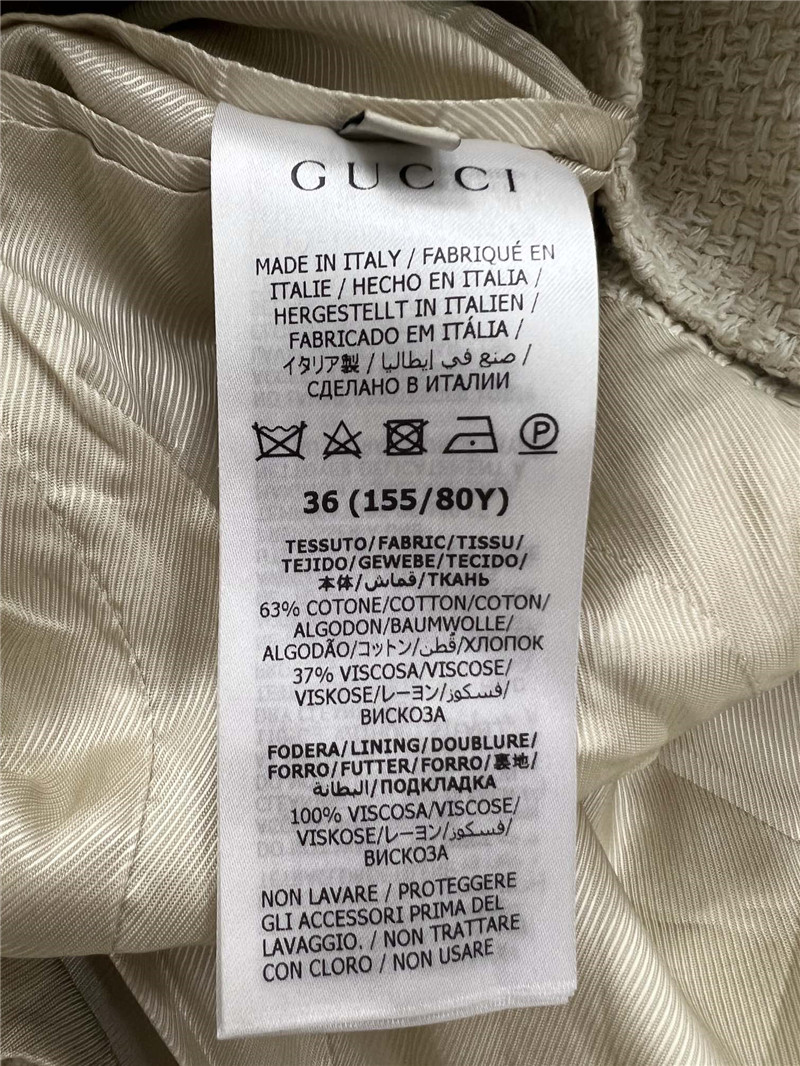 GUCCI
MADE IN ITALY / FABRIQUÉ EN
ITALIE / HECHO EN ITALIA /
HERGESTELLT IN ITALIEN /
FABRICADO EM ITÁLIA /
イタリア製 / صنع في إيطاليا /
СДЕЛАНО В ИТАЛИИ
P
36 (155/80Y)
TESSUTO/FABRIC/TISSU/
TEJIDO/GEWEBE/TECIDO/
本体/قماش/ТКАНЬ
63% COTONE/COTTON/COTON/
ALGODON/BAUMWOLLE/
ALGODÃO/コットン/قُطن/ХЛОПОК
37% VISCOSA/VISCOSE/
VISKOSE/レーヨン/فسكوز/
ВИСКОЗА
FODERA/LINING/DOUBLURE/
FORRO/FUTTER/FORRO/裏地/
البطانة/ПОДКЛАДКА
100% VISCOSA/VISCOSE/
VISKOSE/レーヨン/فسكوز/
ВИСКОЗА
NON LAVARE / PROTEGGERE
GLI ACCESSORI PRIMA DEL
LAVAGGIO. / NON TRATTARE
CON CLORO / NON USARE